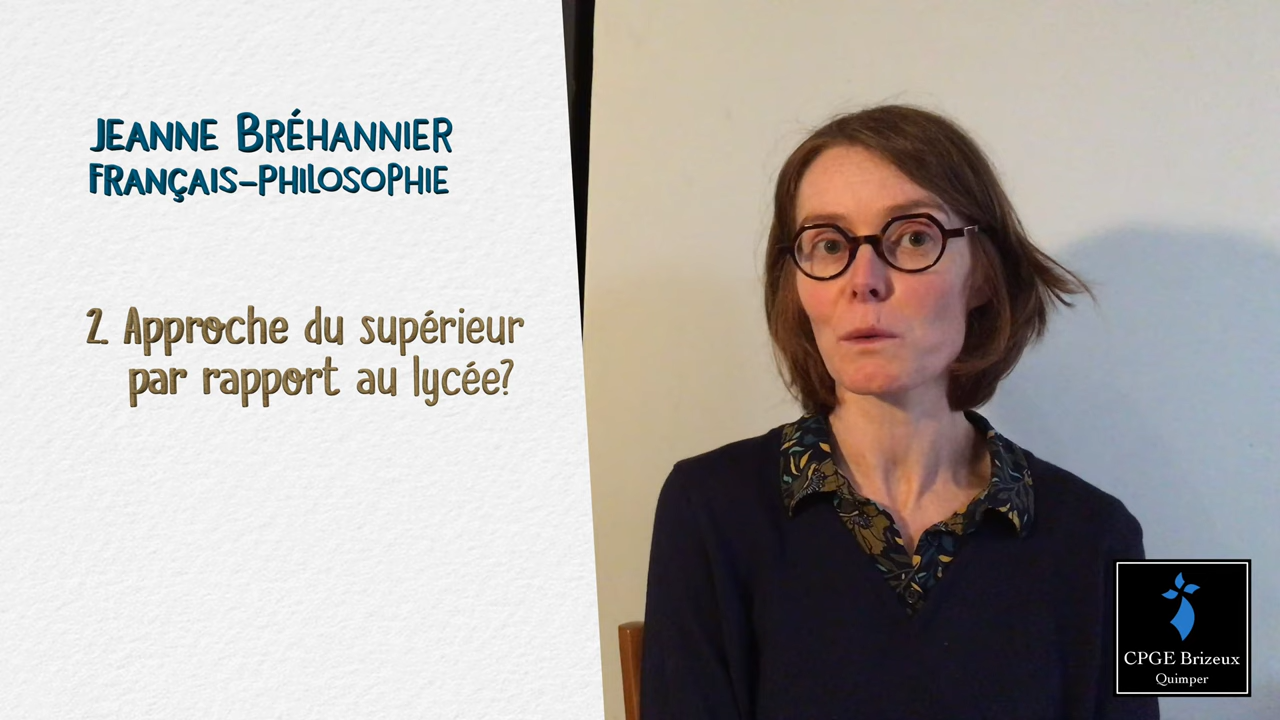 Jeanne Bréhannier
Français-Philosophie
2. Approche du supérieur
par rapport au lycée?
CPGE Brizeux
Quimper